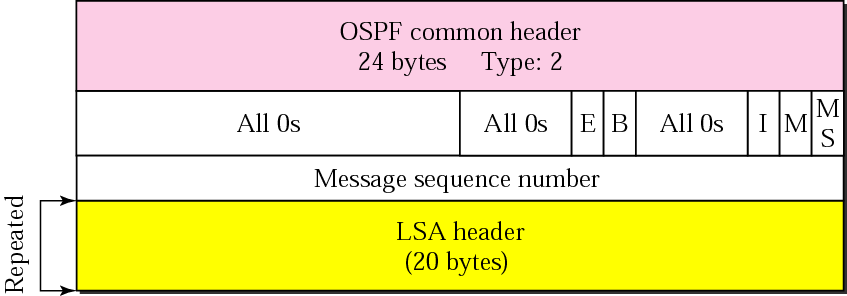 OSPF common header
24 bytes Type: 2
All 0s All 0s E B All 0s I M M S
Message sequence number
Repeated
LSA header
(20 bytes)